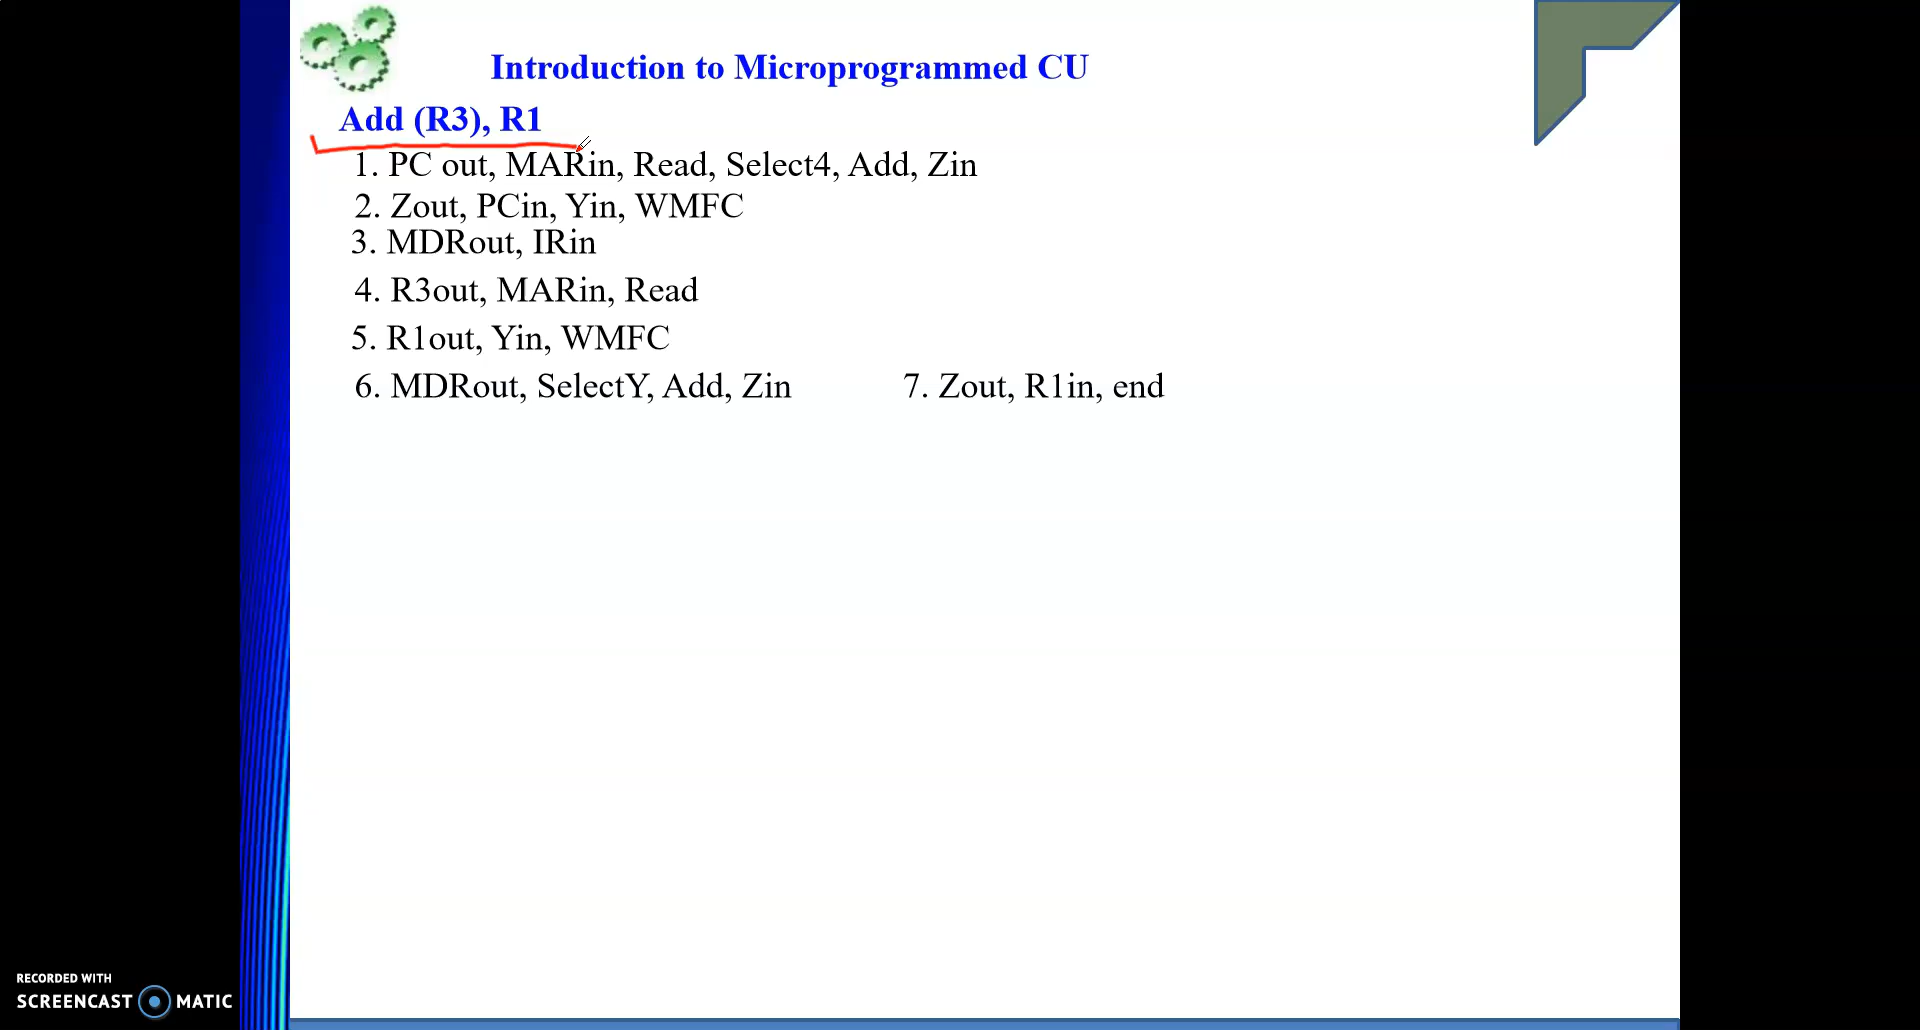 Introduction to Microprogrammed CU
Add (R3), R1
1. PC out, MARin, Read, Select4, Add, Zin
2. Zout, PCin, Yin, WMFC
3. MDRout, IRin
4. R3out, MARin, Read
5. R1out, Yin, WMFC
6. MDRout, SelectY, Add, Zin 7. Zout, R1in, end
RECORDED WITH
SCREENCAST MATIC